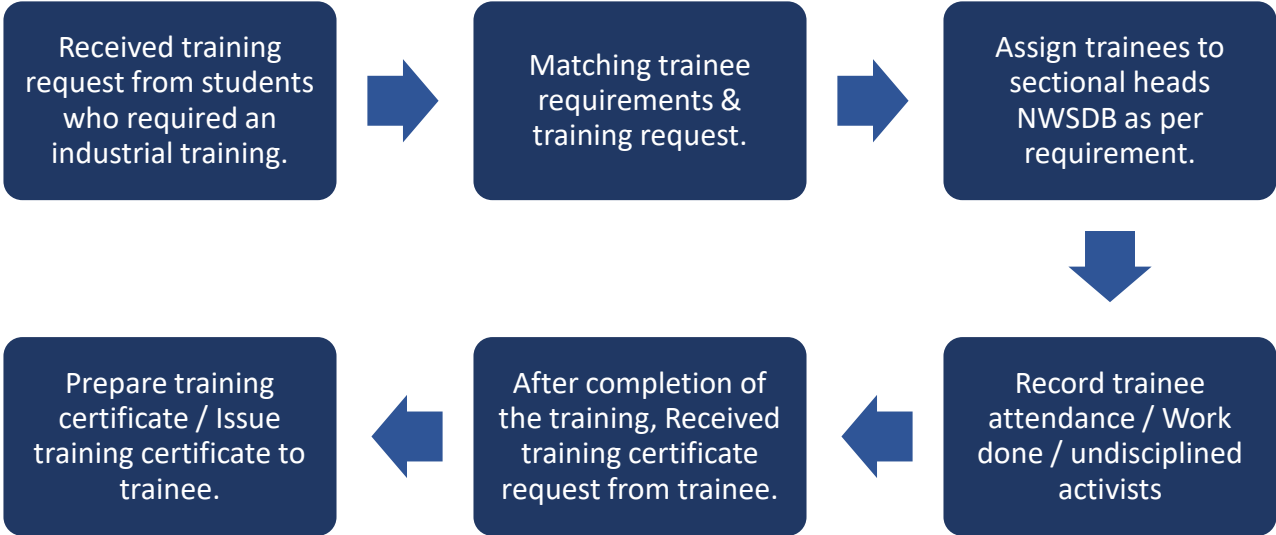 Received training
request from students
who required an
industrial training.
Matching trainee
requirements &
training request.
Assign trainees to
sectional heads
NWSDB as per
requirement.
Record trainee
attendance / Work
done / undisciplined
activists
After completion of
the training, Received
training certificate
request from trainee.
Prepare training
certificate / Issue
training certificate to
trainee.